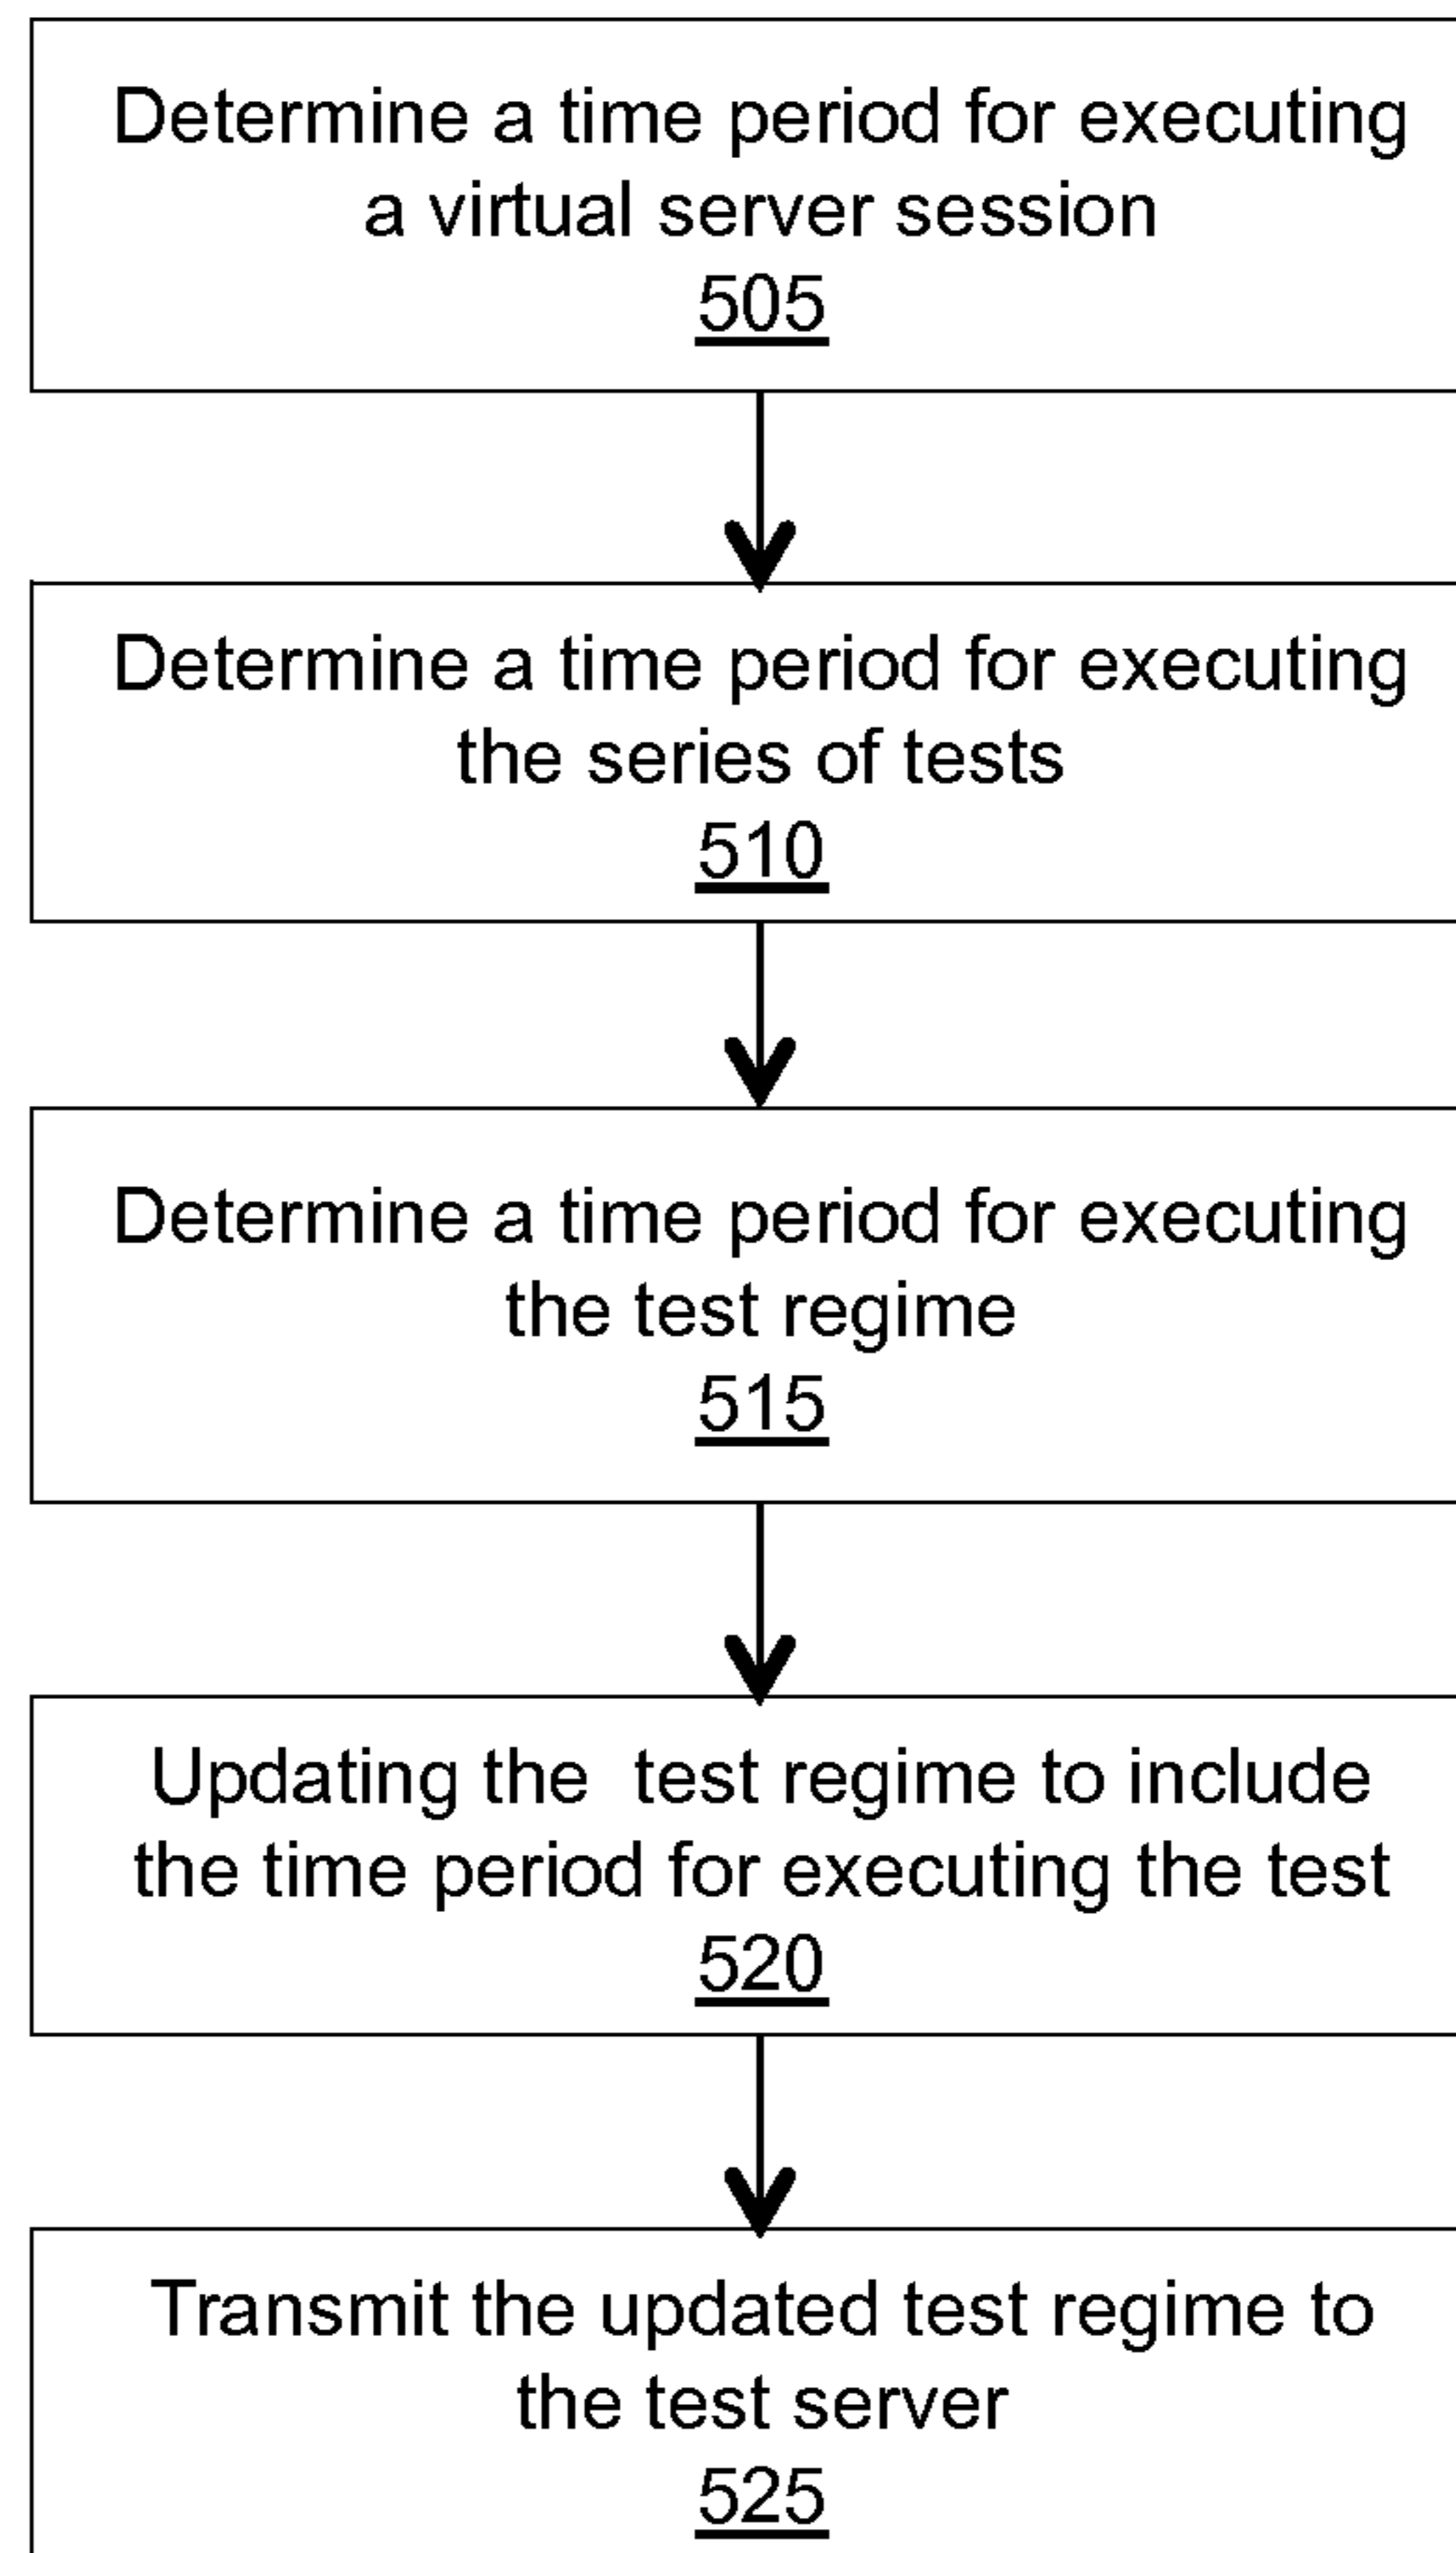 Determine a time period for executing
a virtual server session
505
Determine a time period for executing
the series of tests
510
Determine a time period for executing
the test regime
515
Updating the  test regime to include
the time period for executing the test
520
Transmit the updated test regime to
the test server
525